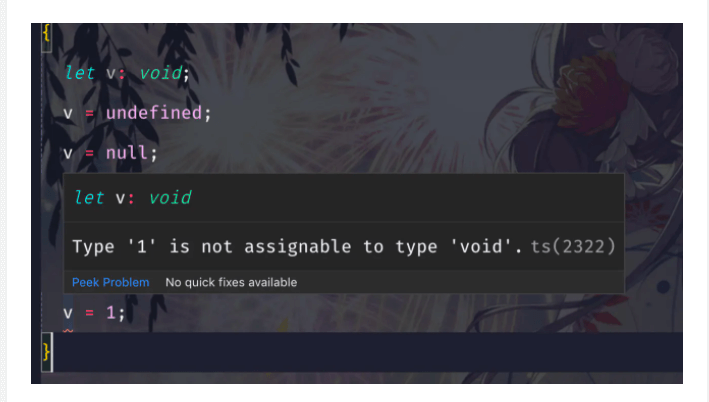 {
let v: void;
v = undefined;
v = null;
let v: void
Type '1' is not assignable to type 'void'. ts(2322)
Peek Problem No quick fixes available
v = 1;
}